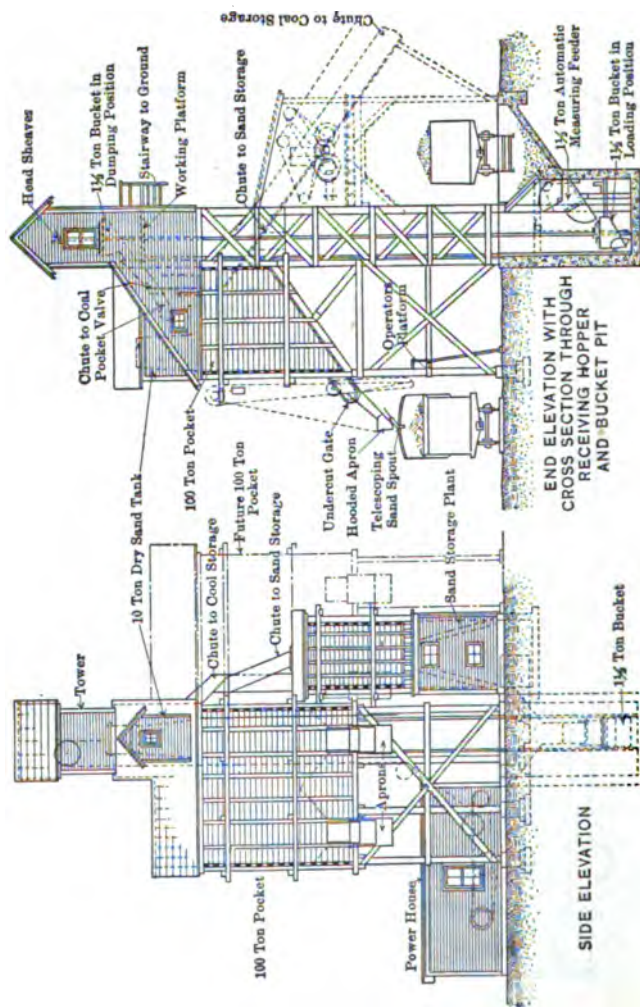 Tower
10 Ton Dry Sand Tank
Chute to Cool Storage
Chute to Sand Storage
Future 100 Ton
Pocket
100 Ton Pocket
Power House
Aprons
Sand Storage Plant
1½ Ton Bucket
SIDE ELEVATION
Head Sheaves
1½ Ton Bucket in
Dumping Position
Stairway to Ground
Working Platform
Chute to Coal
Pocket Valve
100 Ton Pocket
Chute to Sand Storage
Chute to Coal Storage
Operators
Platform
Undercut Gate
Hooded Apron
Telescoping
Sand Spout
1½ Ton Automatic
Measuring Feeder
1½ Ton Bucket in
Loading Position
END ELEVATION WITH
CROSS SECTION THROUGH
RECEIVING HOPPER
AND BUCKET PIT